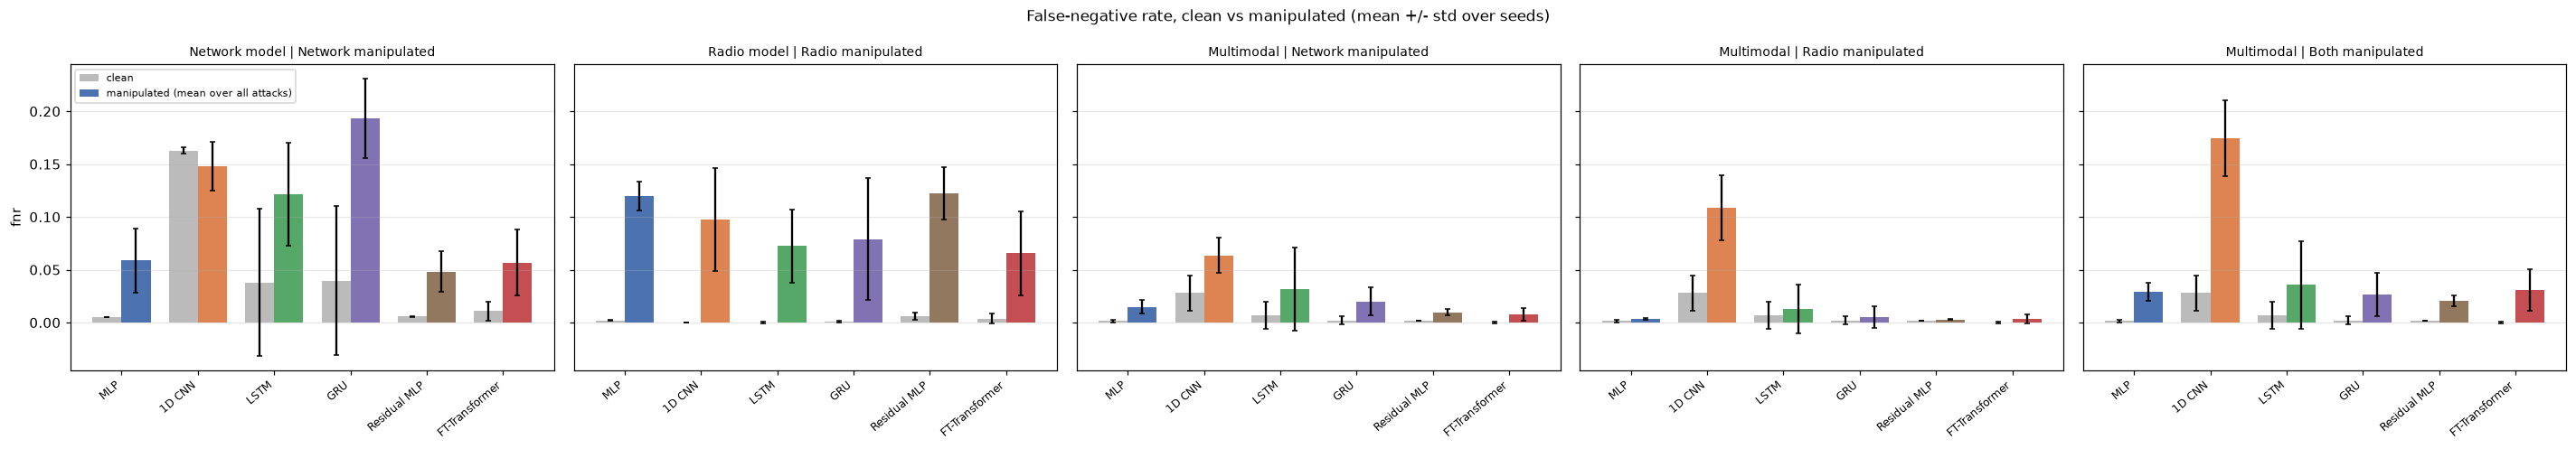 False-negative rate, clean vs manipulated (mean +/- std over seeds)
Network model | Network manipulated
Radio model | Radio manipulated
Multimodal | Network manipulated
Multimodal | Radio manipulated
Multimodal | Both manipulated
clean
manipulated (mean over all attacks)
fnr
0.20
0.15
0.10
0.05
0.00
MLP
1D CNN
LSTM
GRU
Residual MLP
FT-Transformer
MLP
1D CNN
LSTM
GRU
Residual MLP
FT-Transformer
MLP
1D CNN
LSTM
GRU
Residual MLP
FT-Transformer
MLP
1D CNN
LSTM
GRU
Residual MLP
FT-Transformer
MLP
1D CNN
LSTM
GRU
Residual MLP
FT-Transformer